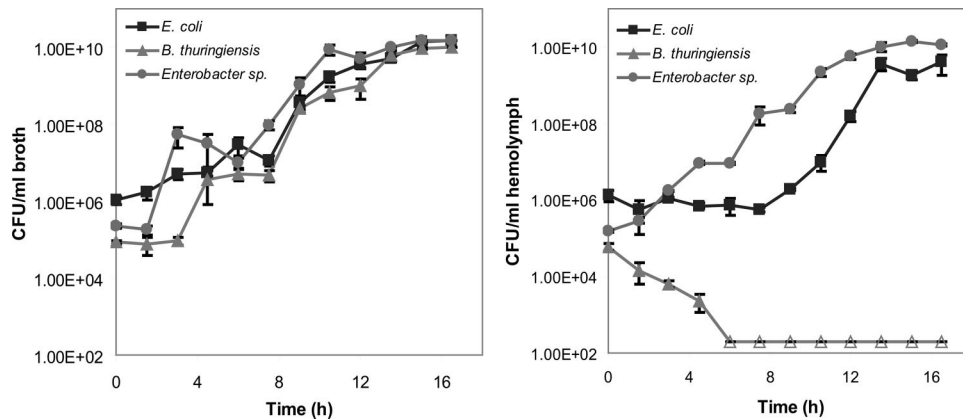 E. coli
B. thuringiensis
Enterobacter sp.
CFU/ml broth
1.00E+10
1.00E+08
1.00E+06
1.00E+04
1.00E+02
0 4 8 12 16
Time (h)
E. coli
B. thuringiensis
Enterobacter sp.
CFU/ml hemolymph
1.00E+10
1.00E+08
1.00E+06
1.00E+04
1.00E+02
0 4 8 12 16
Time (h)